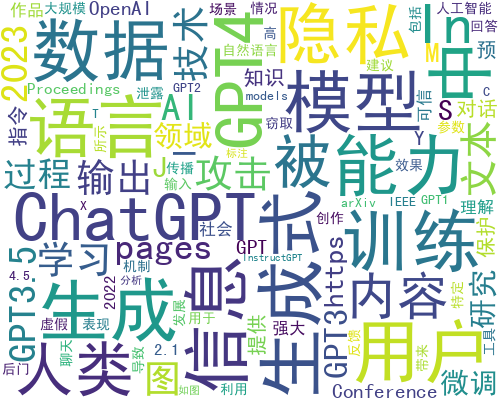 作品 大规模 场景 情况 人工智能
OpenAI 高 包括 回答
2023 数据 技术 GPT4 自然语言 隐私 In 中 M 预
Proceedings GPT2 建议 C
指令 T 泄露 知识 models 可信 对话
语言 AI 模型 S 参数
所示 领域 窃取 Y 文本
过程 J I 传播 被 能力 效果
输出 攻击 输入 标注
ChatGPT X 社会 创作 arXiv IEEE GPT1 理解
学习 pages GPT 式 训练 保护
GPT3.5 机制 InstructGPT https
4.5 2022 分析 信息 生成 GPT3 内容 研究
生成 发展 用于 提供 特定
虚假 表现 2.1 强大 反馈 用户 工具
人类 聊天 图 带来
后门 导致 如图 利用 Conference 微调